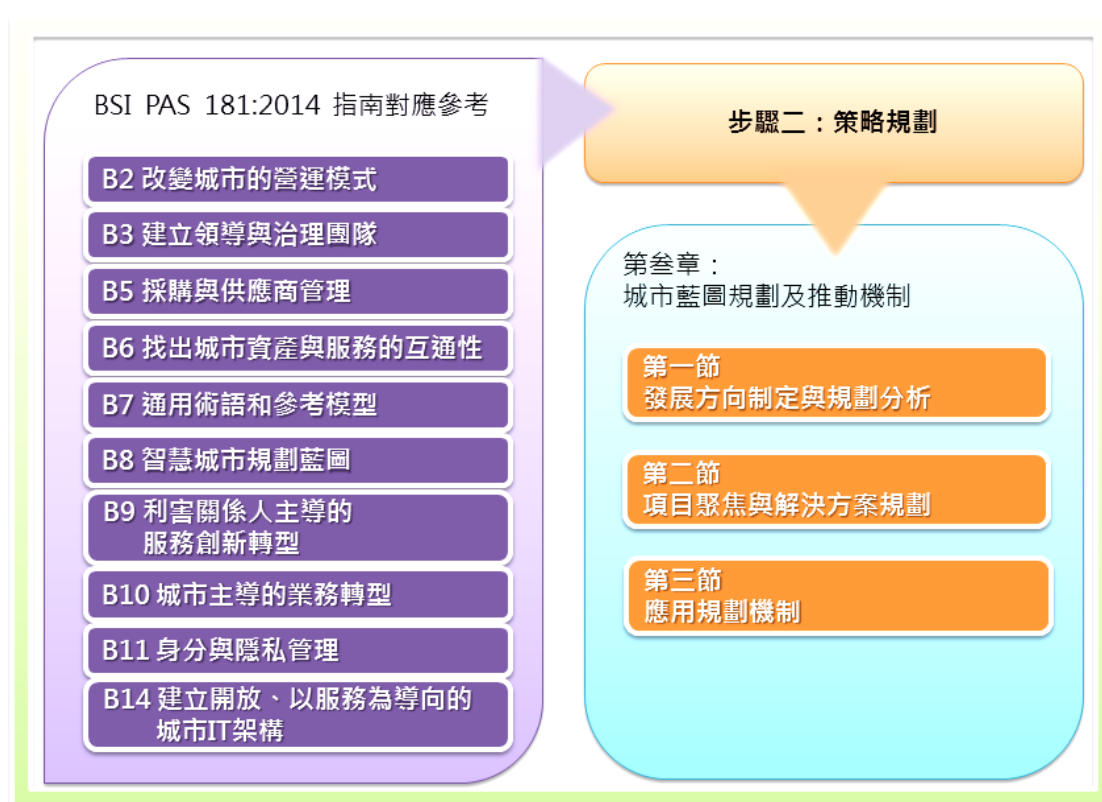 BSI PAS 181:2014 指南對應參考
B2 改變城市的營運模式
B3 建立領導與治理團隊
B5 採購與供應商管理
B6 找出城市資產與服務的互通性
B7 通用術語和參考模型
B8 智慧城市規劃藍圖
B9 利害關係人主導的
服務創新轉型
B10 城市主導的業務轉型
B11 身分與隱私管理
B14 建立開放、以服務為導向的
城市IT架構
步驟二：策略規劃
第叄章：
城市藍圖規劃及推動機制
第一節
發展方向制定與規劃分析
第二節
項目聚焦與解決方案規劃
第三節
應用規劃機制